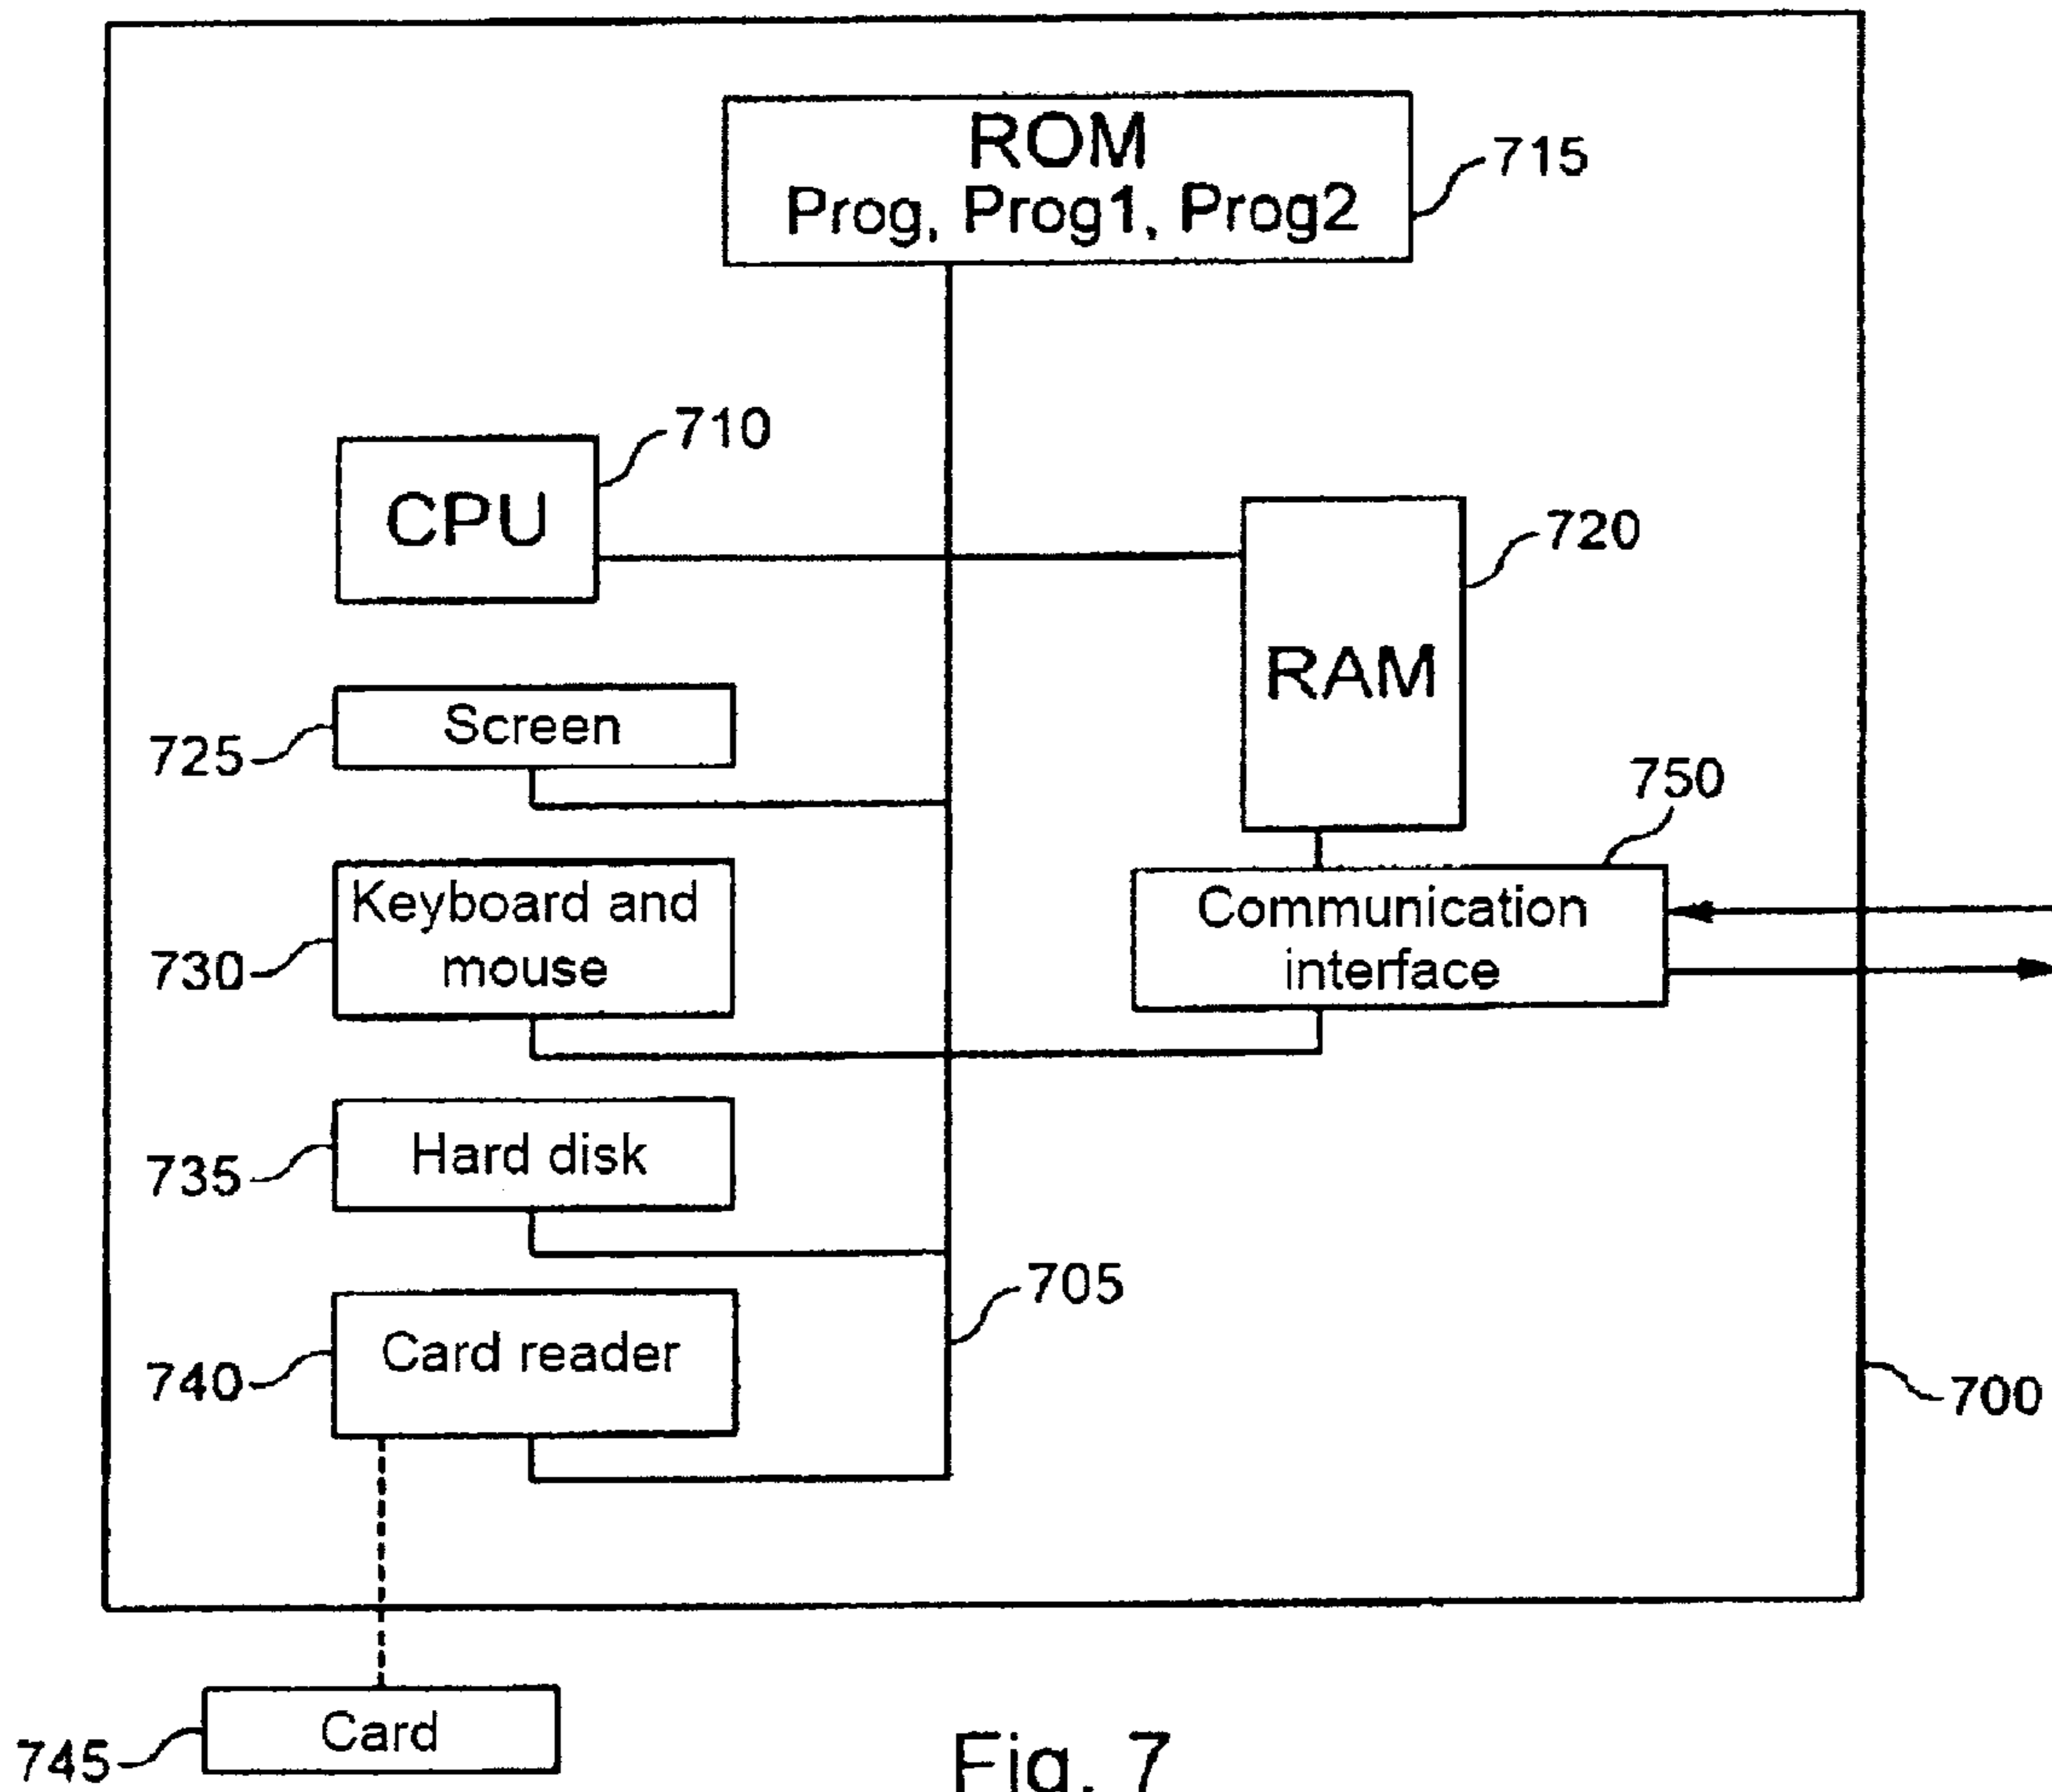 ROM
Prog, Prog1, Prog2
715
710
CPU
720
RAM
Screen
725
750
Keyboard and
mouse
730
Communication
interface
Hard disk
735
705
Card reader
740
700
Card
745
Fig. 7